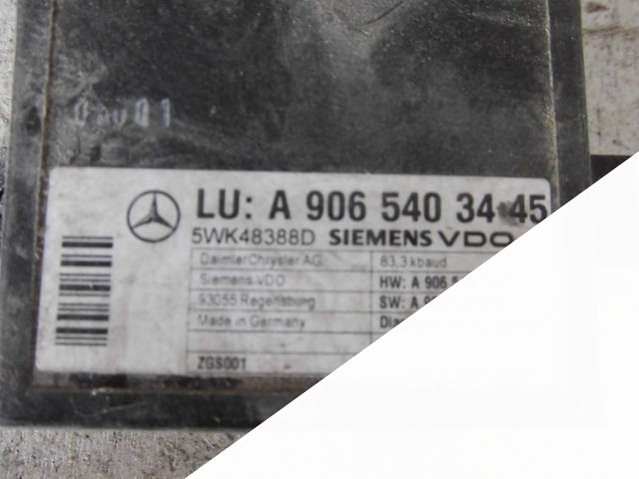 LU: A 906 540 34 45
5WK48388D SIEMENS VDO
DaimlerChrysler AG 83,3 kbaud
Siemens VDO HW: A 906
93055 Regensburg SW: A
Made in Germany
ZGS001